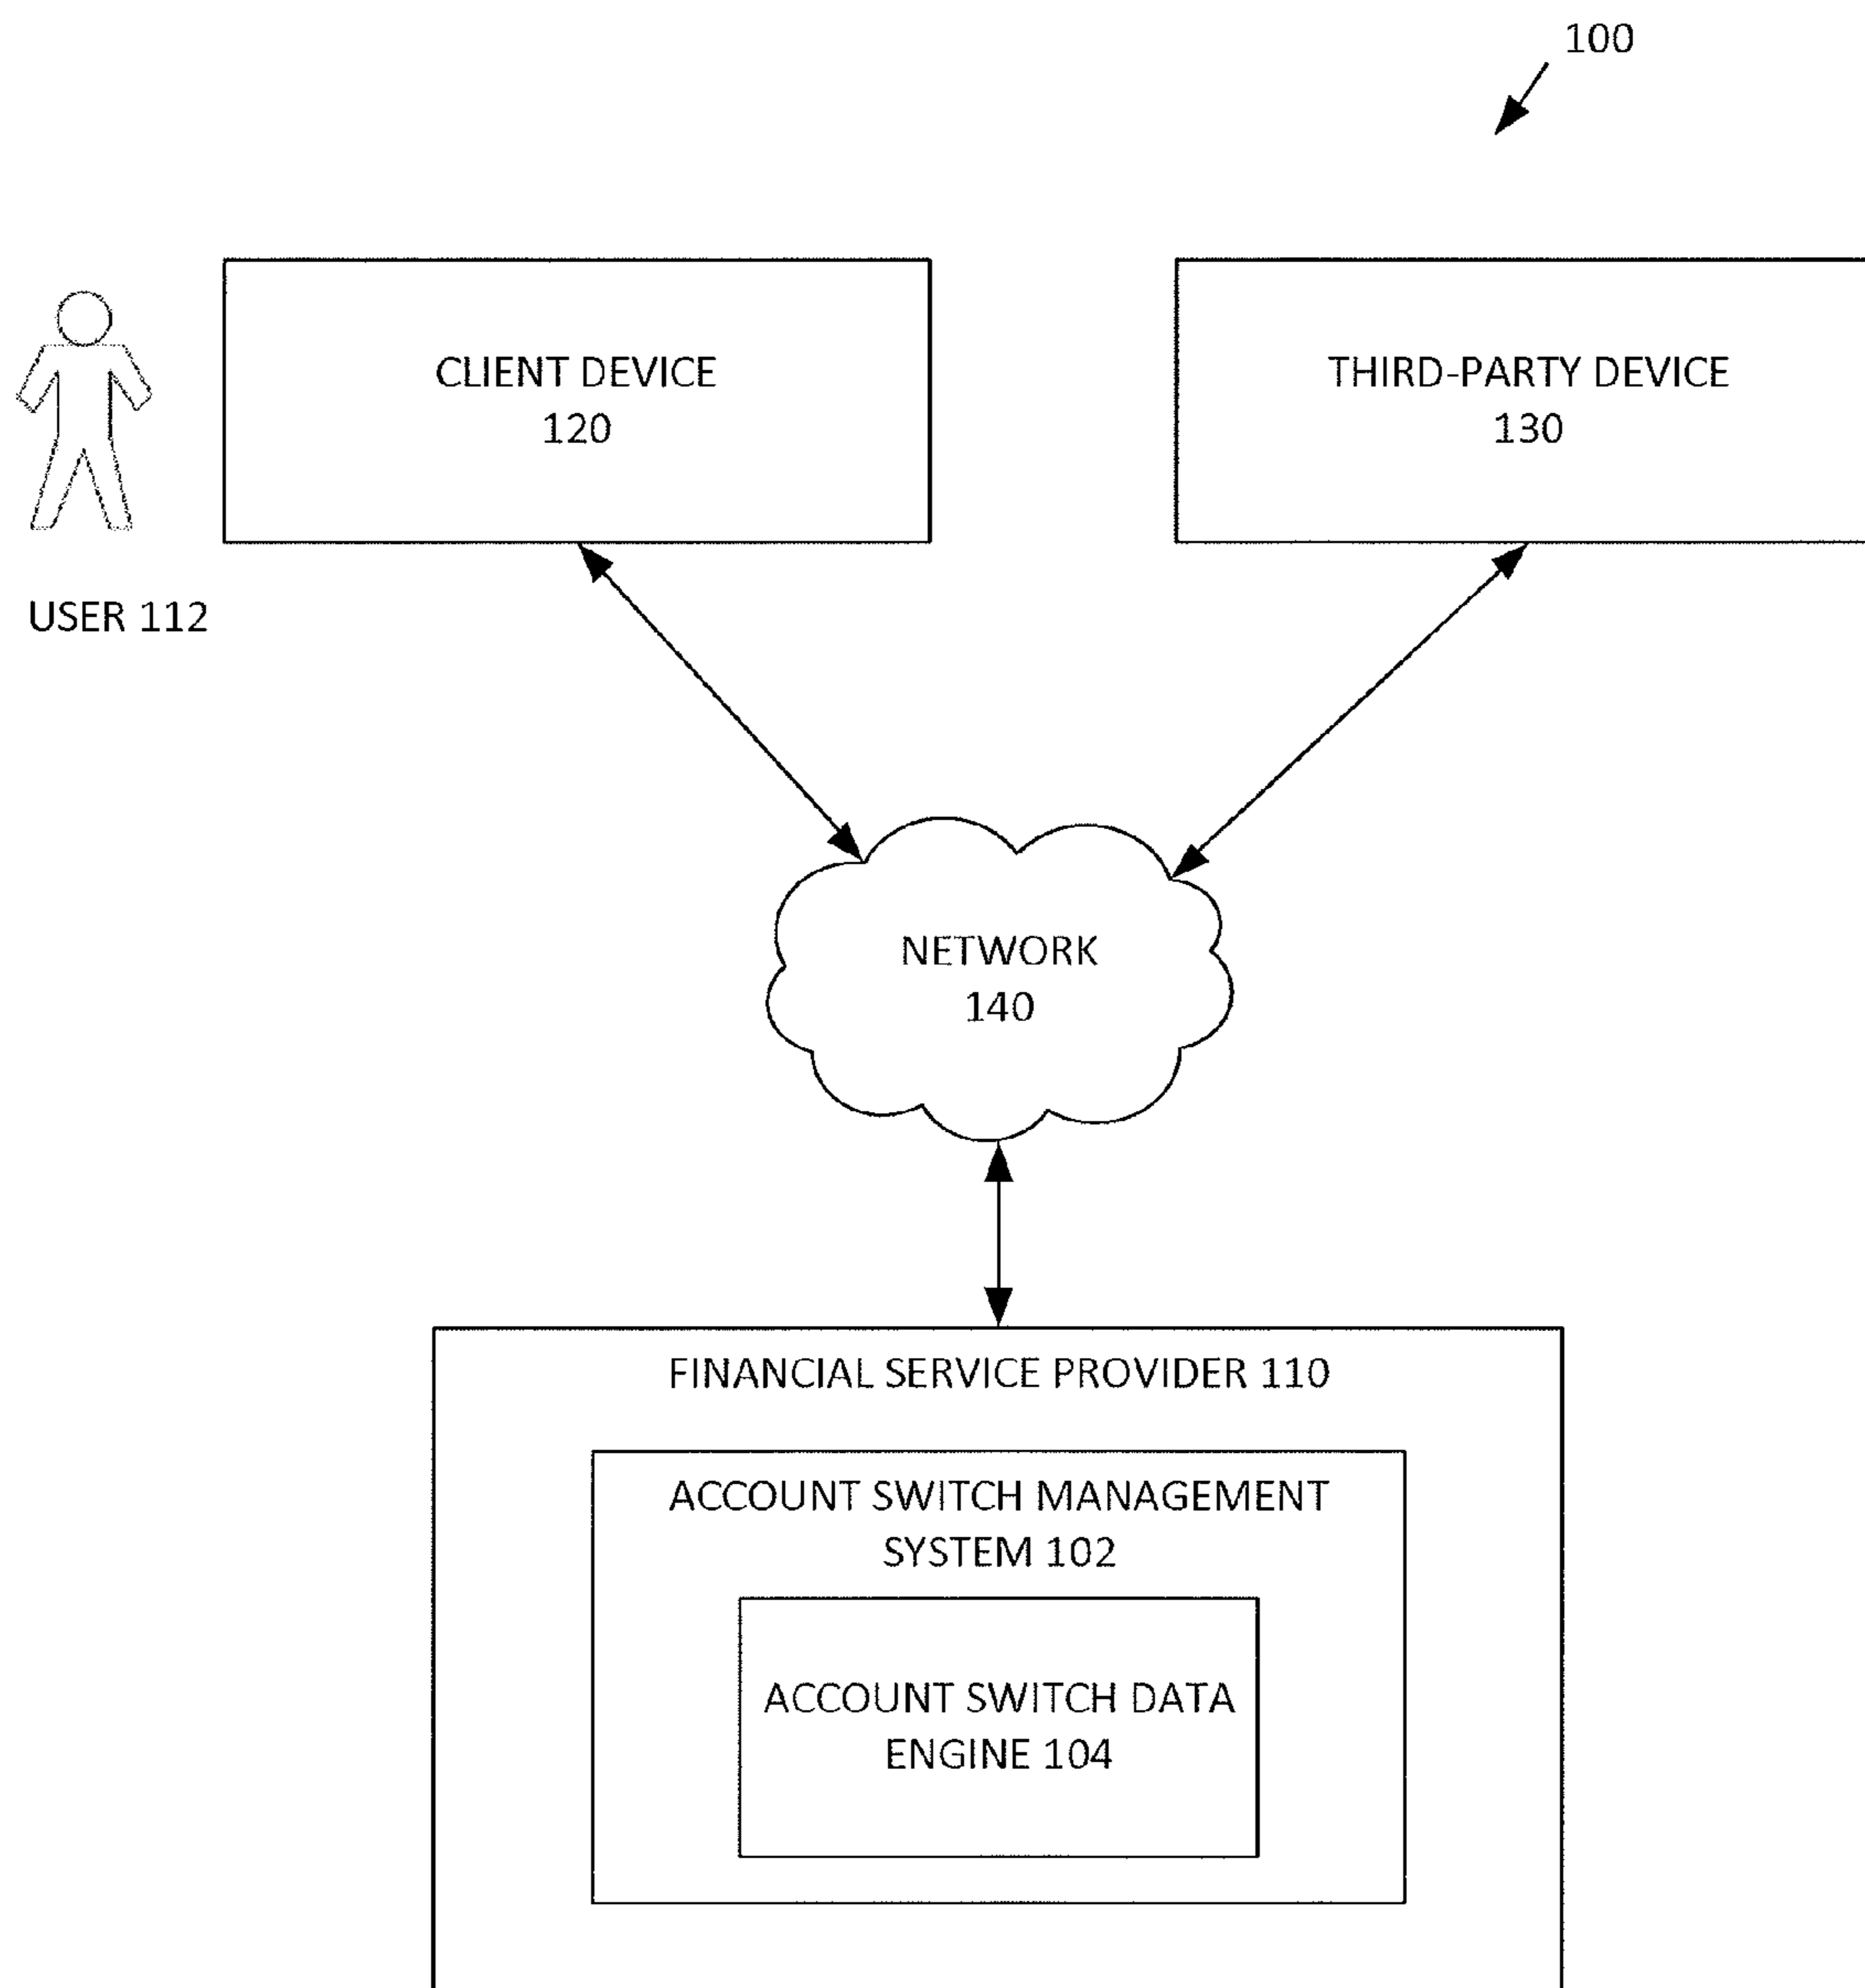 100
CLIENT DEVICE
120
THIRD-PARTY DEVICE
130
USER 112
NETWORK
140
FINANCIAL SERVICE PROVIDER 110
ACCOUNT SWITCH MANAGEMENT
SYSTEM 102
ACCOUNT SWITCH DATA
ENGINE 104